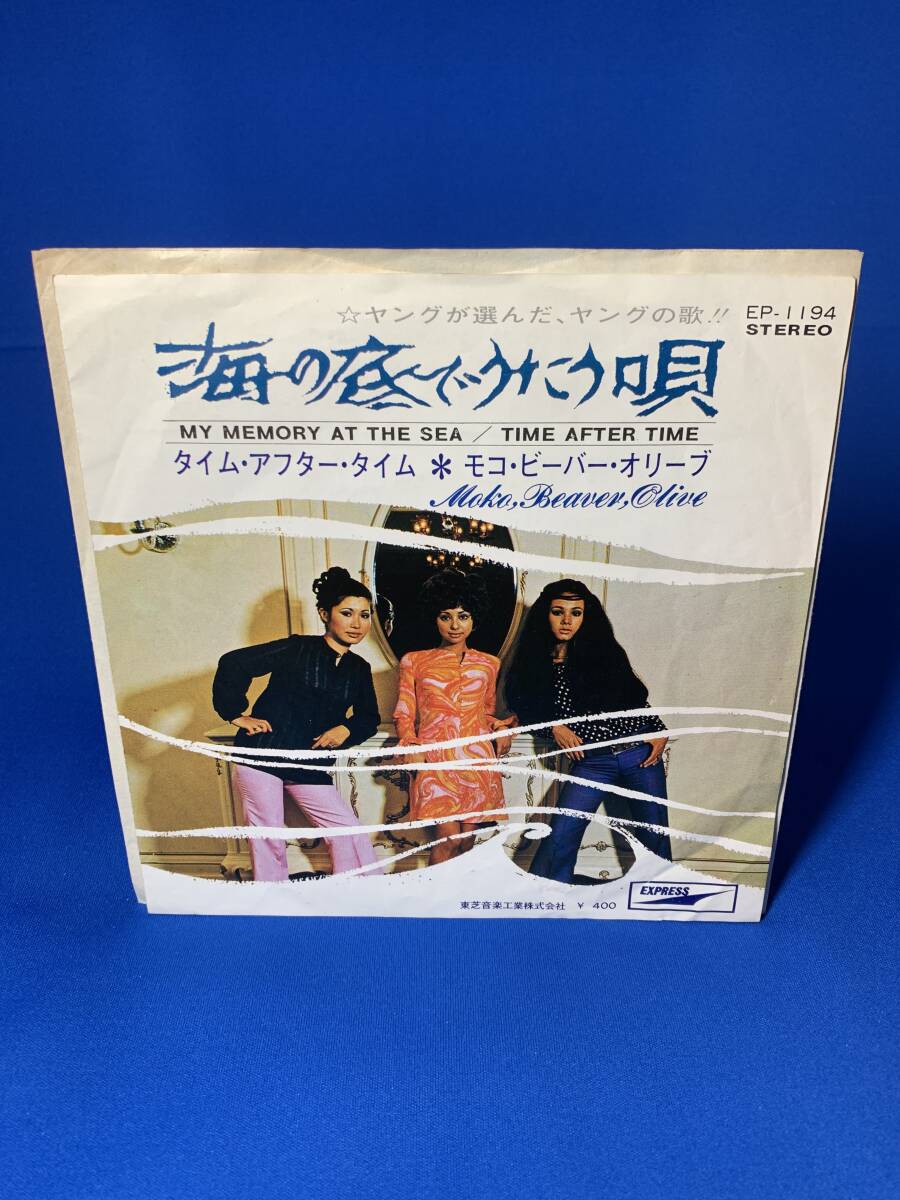 ☆ヤングが選んだ、ヤングの歌!!
EP-1194
STEREO
海の底でうたう唄
MY MEMORY AT THE SEA / TIME AFTER TIME
タイム・アフター・タイム * モコ・ビーバー・オリーブ
Moko, Beaver, Olive
東芝音楽工業株式会社 ¥ 400
EXPRESS